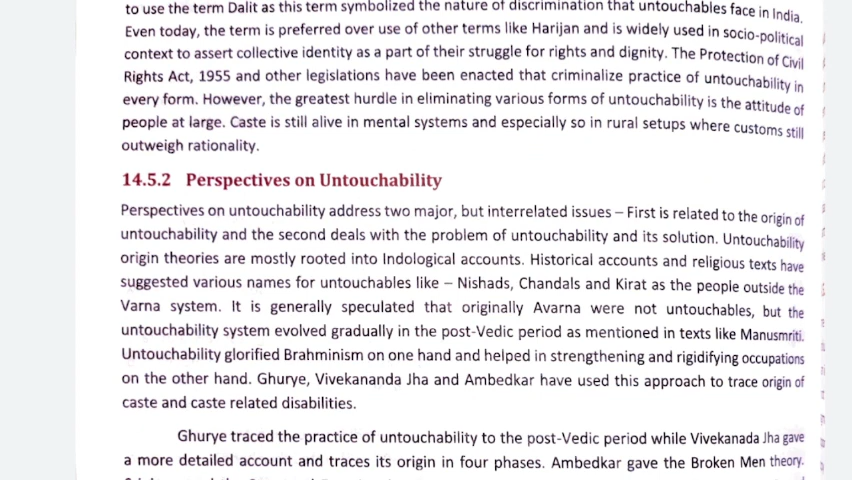 to use the term Dalit as this term symbolized the nature of discrimination that untouchables face in India.
Even today, the term is preferred over use of other terms like Harijan and is widely used in socio-political
context to assert collective identity as a part of their struggle for rights and dignity. The Protection of Civil
Rights Act, 1955 and other legislations have been enacted that criminalize practice of untouchability in
every form. However, the greatest hurdle in eliminating various forms of untouchability is the attitude of
people at large. Caste is still alive in mental systems and especially so in rural setups where customs still
outweigh rationality.
14.5.2 Perspectives on Untouchability
Perspectives on untouchability address two major, but interrelated issues – First is related to the origin of
untouchability and the second deals with the problem of untouchability and its solution. Untouchability
origin theories are mostly rooted into Indological accounts. Historical accounts and religious texts have
suggested various names for untouchables like – Nishads, Chandals and Kirat as the people outside the
Varna system. It is generally speculated that originally Avarna were not untouchables, but the
untouchability system evolved gradually in the post-Vedic period as mentioned in texts like Manusmriti.
Untouchability glorified Brahminism on one hand and helped in strengthening and rigidifying occupations
on the other hand. Ghurye, Vivekananda Jha and Ambedkar have used this approach to trace origin of
caste and caste related disabilities.
Ghurye traced the practice of untouchability to the post-Vedic period while Vivekanada Jha gave
a more detailed account and traces its origin in four phases. Ambedkar gave the Broken Men theory.